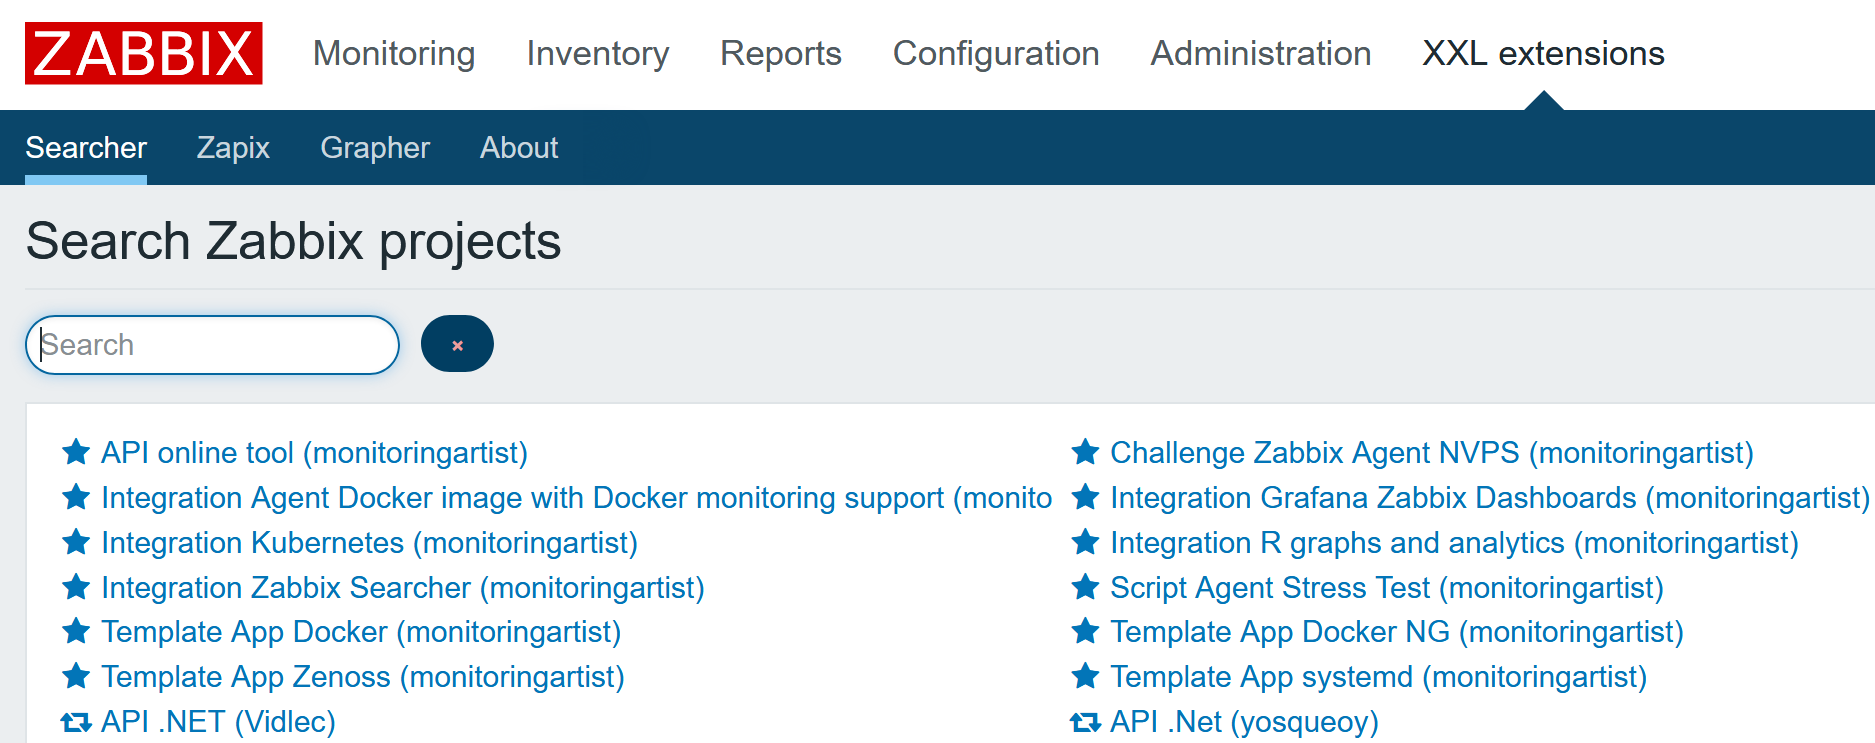 ZABBIX Monitoring Inventory Reports Configuration Administration XXL extensions
Searcher Zapix Grapher About
Search Zabbix projects
Search ×
API online tool (monitoringartist)
Challenge Zabbix Agent NVPS (monitoringartist)
Integration Agent Docker image with Docker monitoring support (monito
Integration Grafana Zabbix Dashboards (monitoringartist)
Integration Kubernetes (monitoringartist)
Integration R graphs and analytics (monitoringartist)
Integration Zabbix Searcher (monitoringartist)
Script Agent Stress Test (monitoringartist)
Template App Docker (monitoringartist)
Template App Docker NG (monitoringartist)
Template App Zenoss (monitoringartist)
Template App systemd (monitoringartist)
API .NET (Vidlec)
API .Net (yosqueoy)